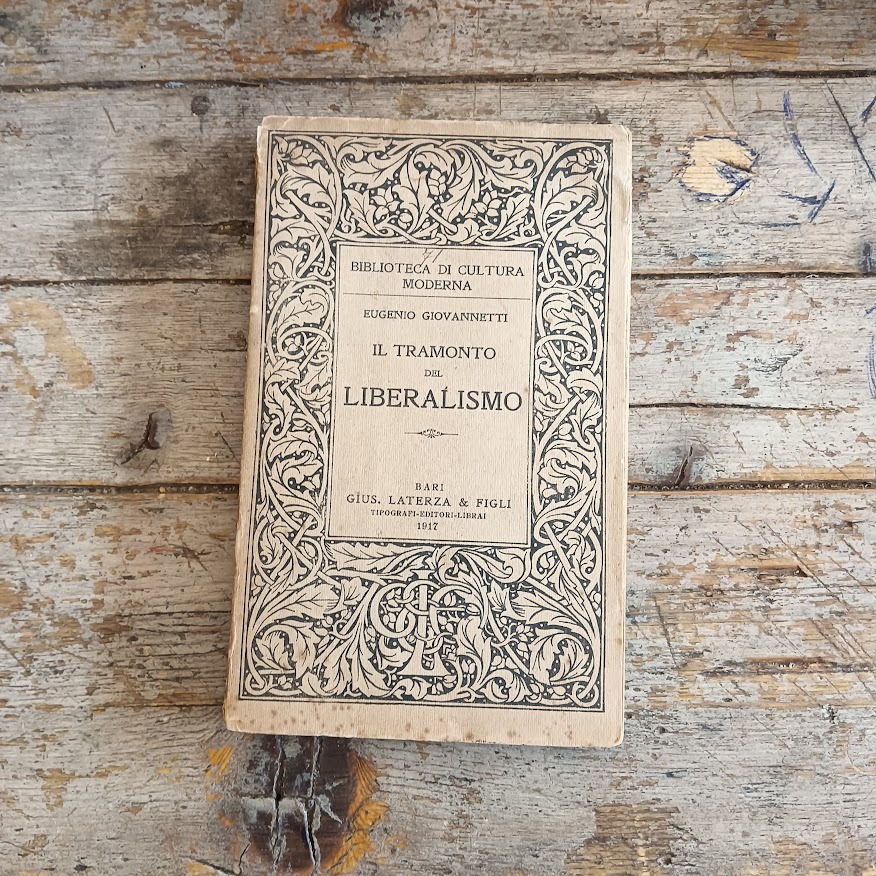 BIBLIOTECA DI CULTURA
MODERNA
EUGENIO GIOVANNETTI
IL TRAMONTO
DEL
LIBERALISMO
BARI
GIUS. LATERZA & FIGLI
TIPOGRAFI-EDITORI-LIBRAI
1917